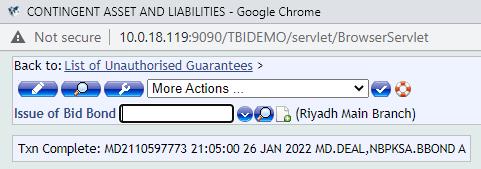 CONTINGENT ASSET AND LIABILITIES - Google Chrome
Not secure | 10.0.18.119:9090/TBIDEMO/servlet/BrowserServlet
Back to: List of Unauthorised Guarantees >
More Actions ...
Issue of Bid Bond (Riyadh Main Branch)
Txn Complete: MD2110597773 21:05:00 26 JAN 2022 MD.DEAL,NBPKSA.BBOND A